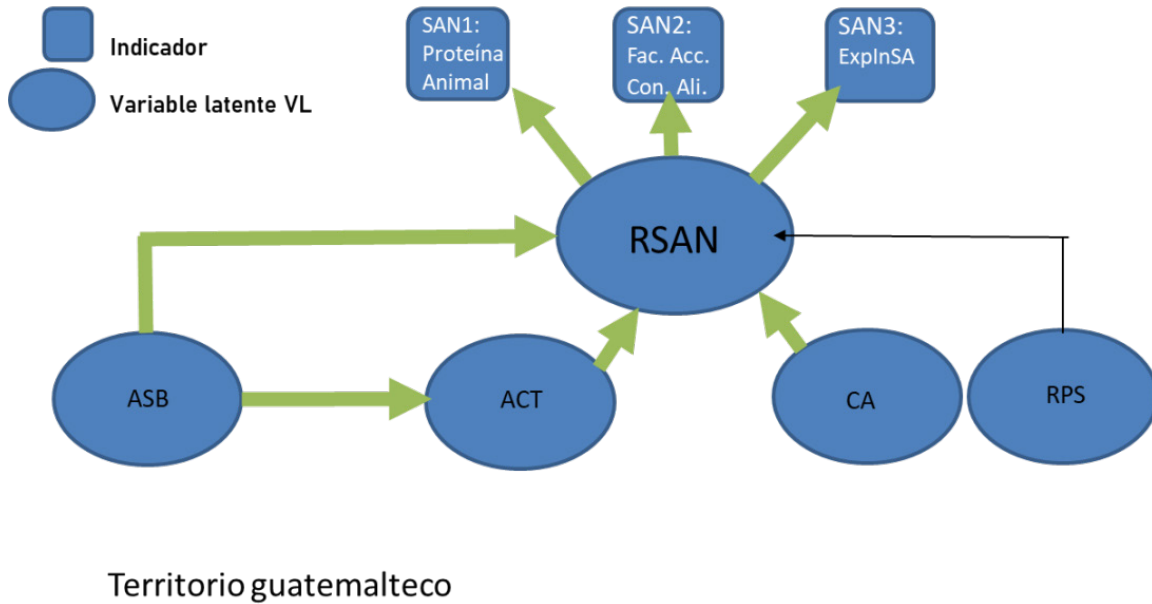 Indicador
Variable latente VL
SAN1:
Proteína
Animal
SAN2:
Fac. Acc.
Con. Ali.
SAN3:
ExpInSA
RSAN
ASB
ACT
CA
RPS
Territorio guatemalteco